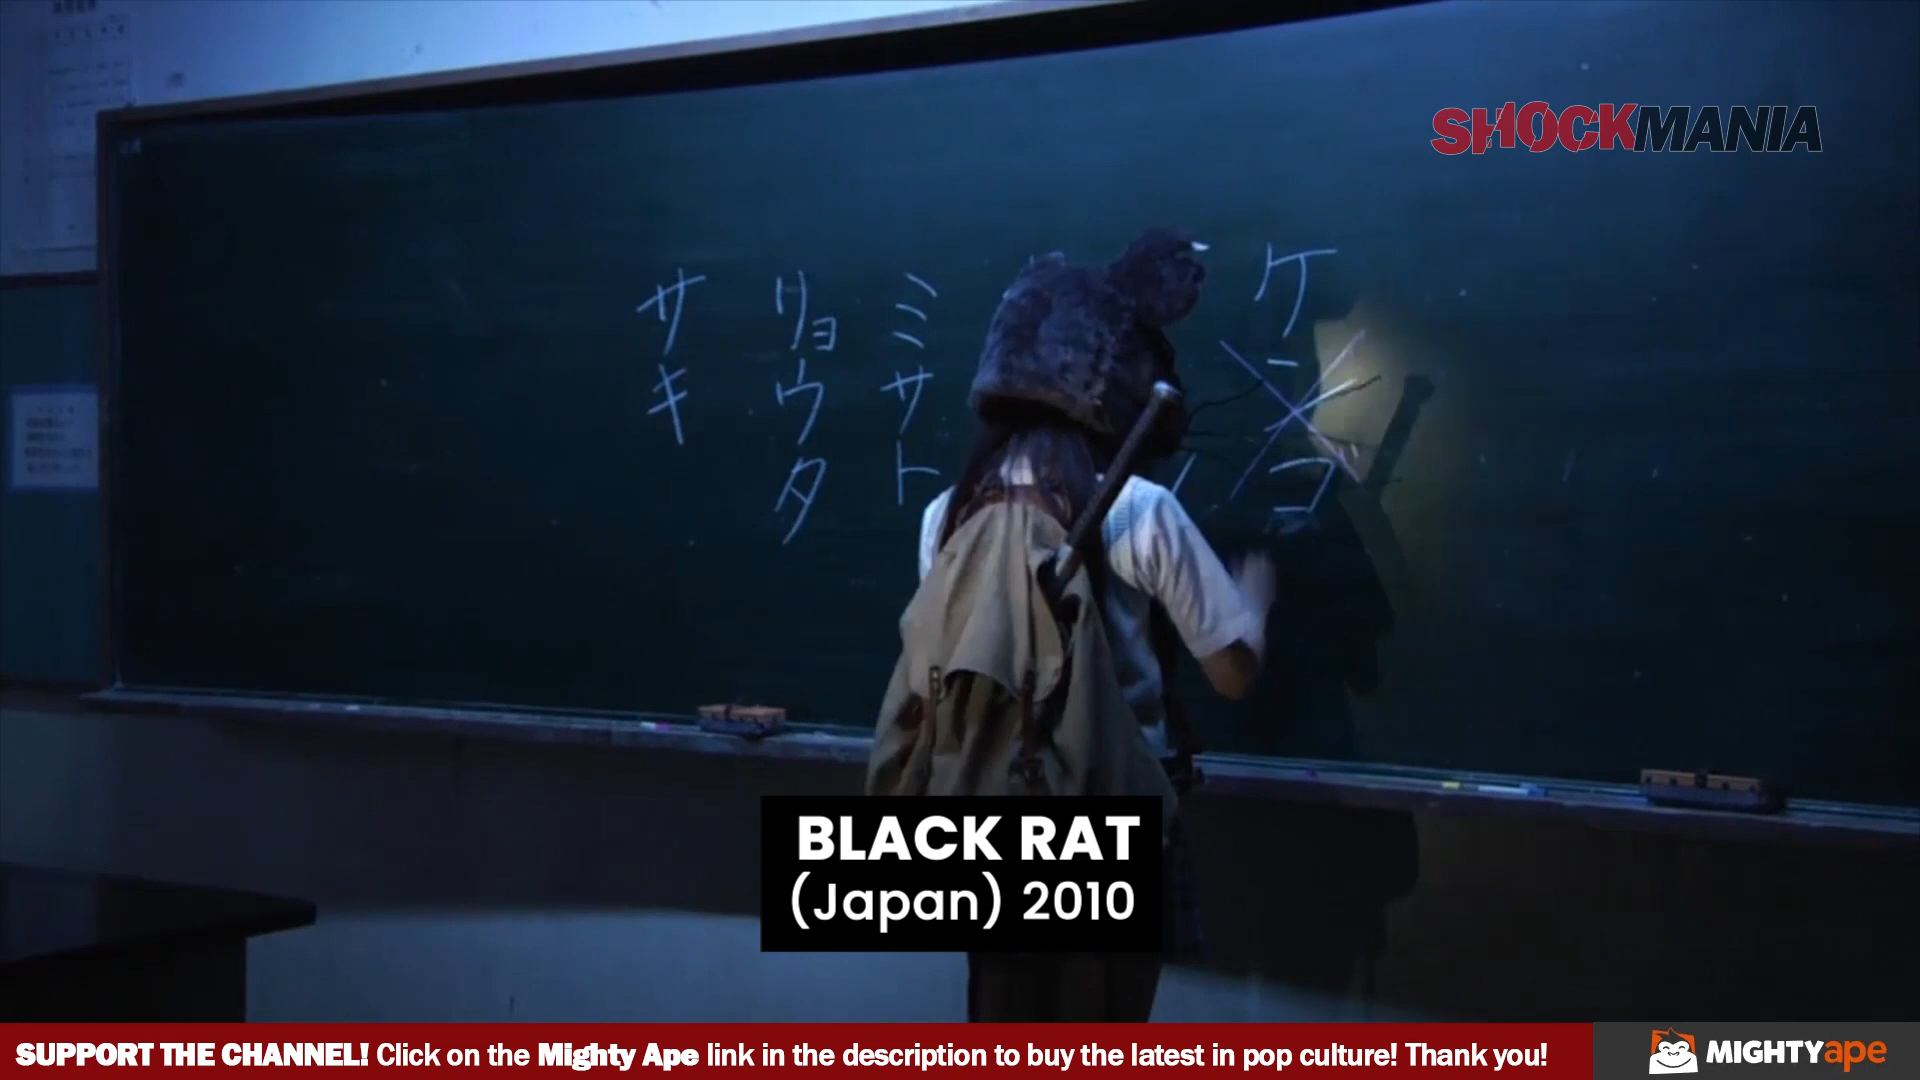 SHOCKMANIA
サキ
リョウタ
ミサト
BLACK RAT
(Japan) 2010
SUPPORT THE CHANNEL! Click on the Mighty Ape link in the description to buy the latest in pop culture! Thank you!
MIGHTYape